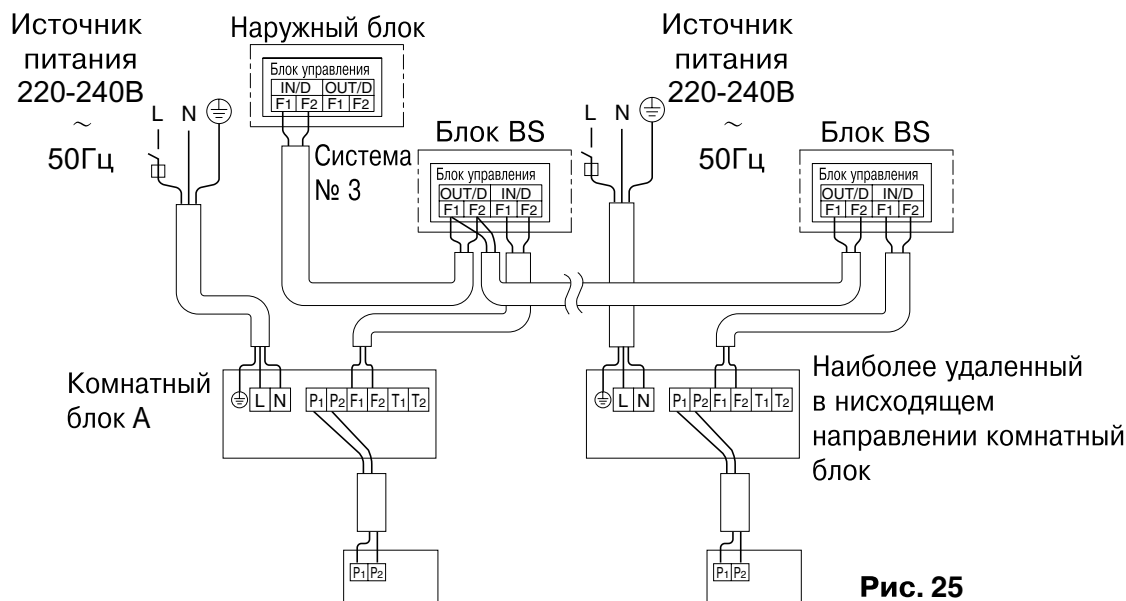 Источник
питания
220-240В
~
50Гц
L N
Наружный блок
Блок управления
IN/D OUT/D
F1 F2 F1 F2
Система
№ 3
Блок BS
Блок управления
OUT/D IN/D
F1 F2 F1 F2
Источник
питания
220-240В
~
50Гц
L N
Блок BS
Блок управления
OUT/D IN/D
F1 F2 F1 F2
Комнатный
блок А
L N
P1 P2 F1 F2 T1 T2
L N
P1 P2 F1 F2 T1 T2
Наиболее удаленный
в нисходящем
направлении комнатный
блок
P1 P2
P1 P2
Рис. 25